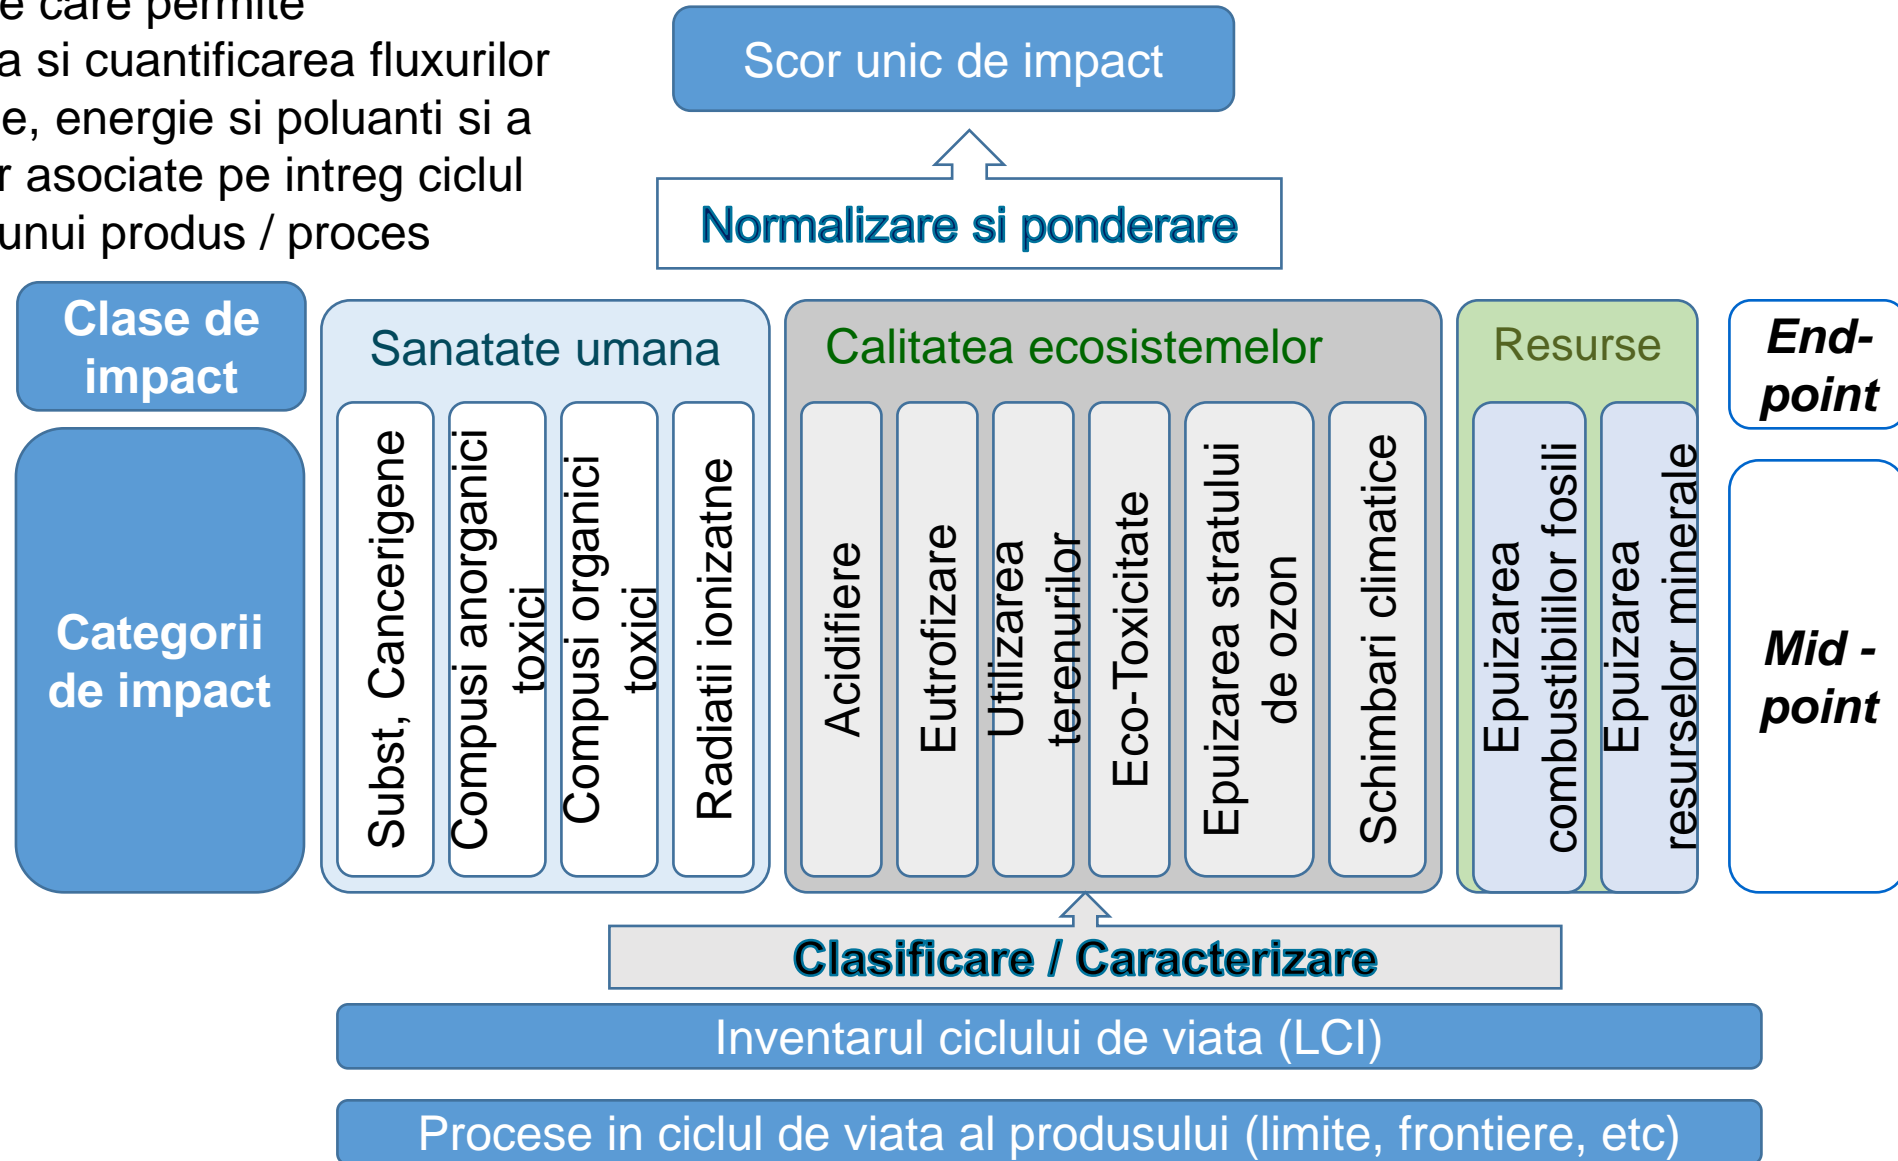 e care permite
a si cuantificarea fluxurilor
e, energie si poluanti si a
r asociate pe intreg ciclul
unui produs / proces
Scor unic de impact
Normalizare si ponderare
Clase de
impact
Sanatate umana
Calitatea ecosistemelor
Resurse
End-
point
Categorii
de impact
Subst, Cancerigene
Compusi anorganici
toxici
Compusi organici
toxici
Radiatii ionizatne
Acidifiere
Eutrofizare
Utilizarea
terenurilor
Eco-Toxicitate
Epuizarea stratului
de ozon
Schimbari climatice
Epuizarea
combustibililor fosili
Epuizarea
resurselor minerale
Mid -
point
Clasificare / Caracterizare
Inventarul ciclului de viata (LCI)
Procese in ciclul de viata al produsului (limite, frontiere, etc)